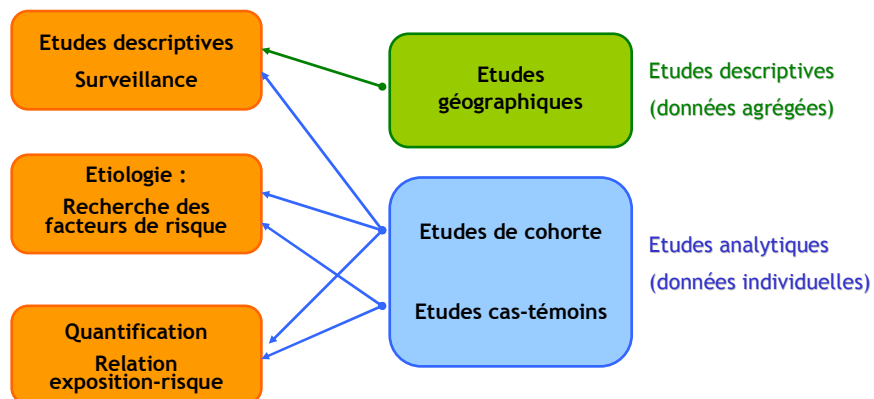 Etudes descriptives
Surveillance
Etudes
géographiques
Etudes descriptives
(données agrégées)
Etiologie :
Recherche des
facteurs de risque
Etudes de cohorte
Etudes cas-témoins
Etudes analytiques
(données individuelles)
Quantification
Relation
exposition-risque